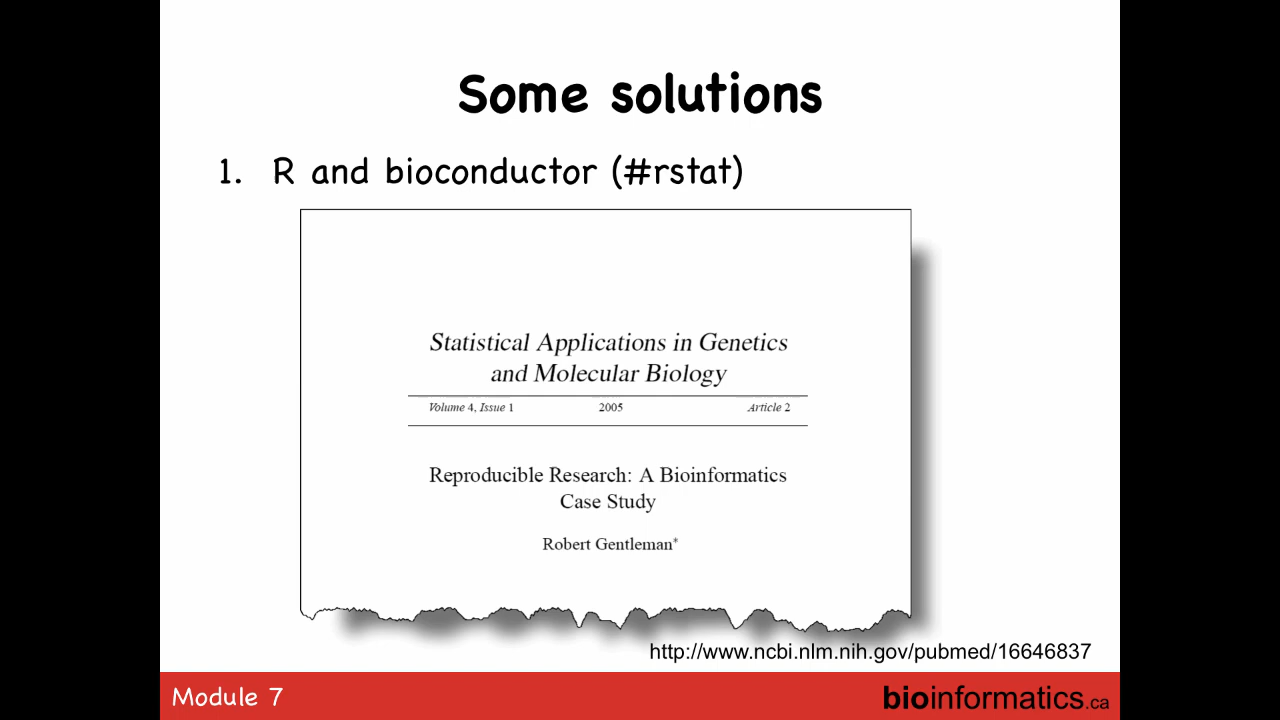 Some solutions
1. R and bioconductor (#rstat)
Statistical Applications in Genetics
and Molecular Biology
Volume 4, Issue 1 2005 Article 2
Reproducible Research: A Bioinformatics
Case Study
Robert Gentleman*
http://www.ncbi.nlm.nih.gov/pubmed/16646837
Module 7 bioinformatics.ca